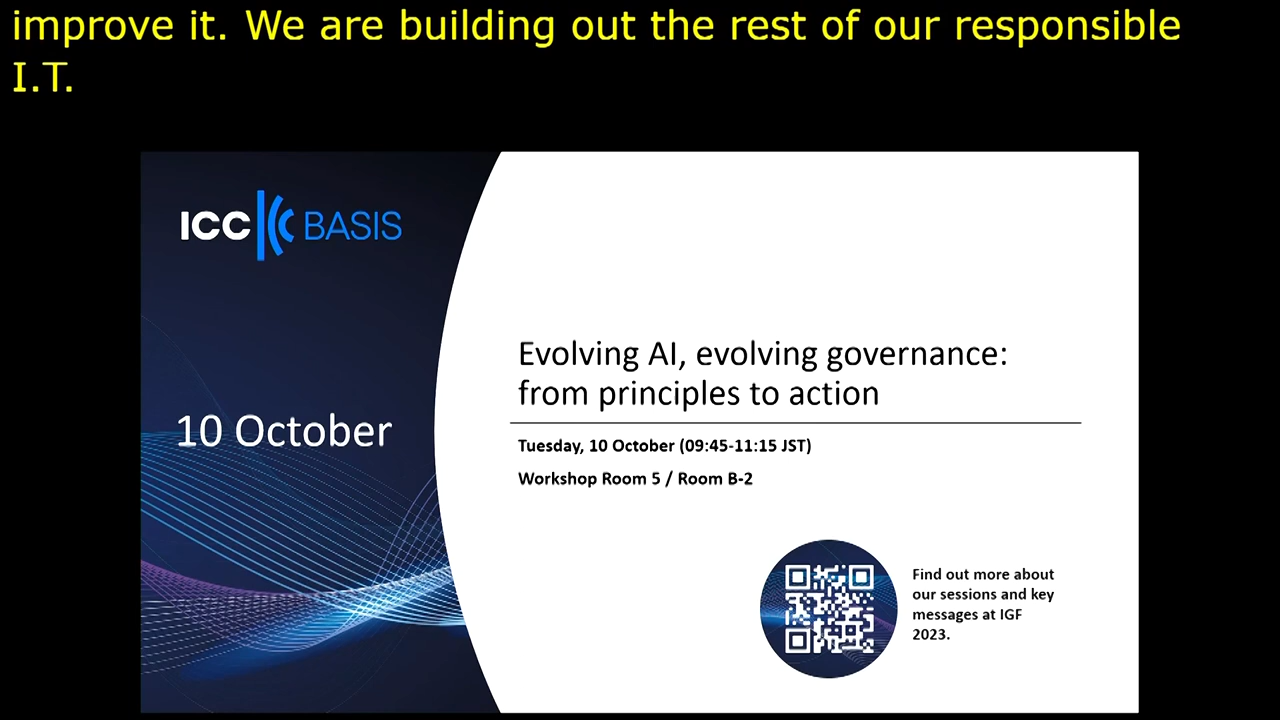 improve it. We are building out the rest of our responsible
I.T.
ICC BASIS
10 October
Evolving AI, evolving governance:
from principles to action
Tuesday, 10 October (09:45-11:15 JST)
Workshop Room 5 / Room B-2
Find out more about
our sessions and key
messages at IGF
2023.